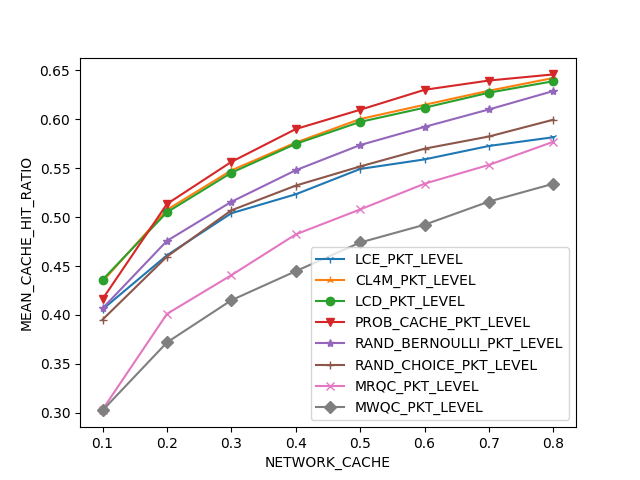 0.65
0.60
0.55
0.50
0.45
0.40
0.35
0.30
MEAN_CACHE_HIT_RATIO
LCE_PKT_LEVEL
CL4M_PKT_LEVEL
LCD_PKT_LEVEL
PROB_CACHE_PKT_LEVEL
RAND_BERNOULLI_PKT_LEVEL
RAND_CHOICE_PKT_LEVEL
MRQC_PKT_LEVEL
MWQC_PKT_LEVEL
0.1 0.2 0.3 0.4 0.5 0.6 0.7 0.8
NETWORK_CACHE